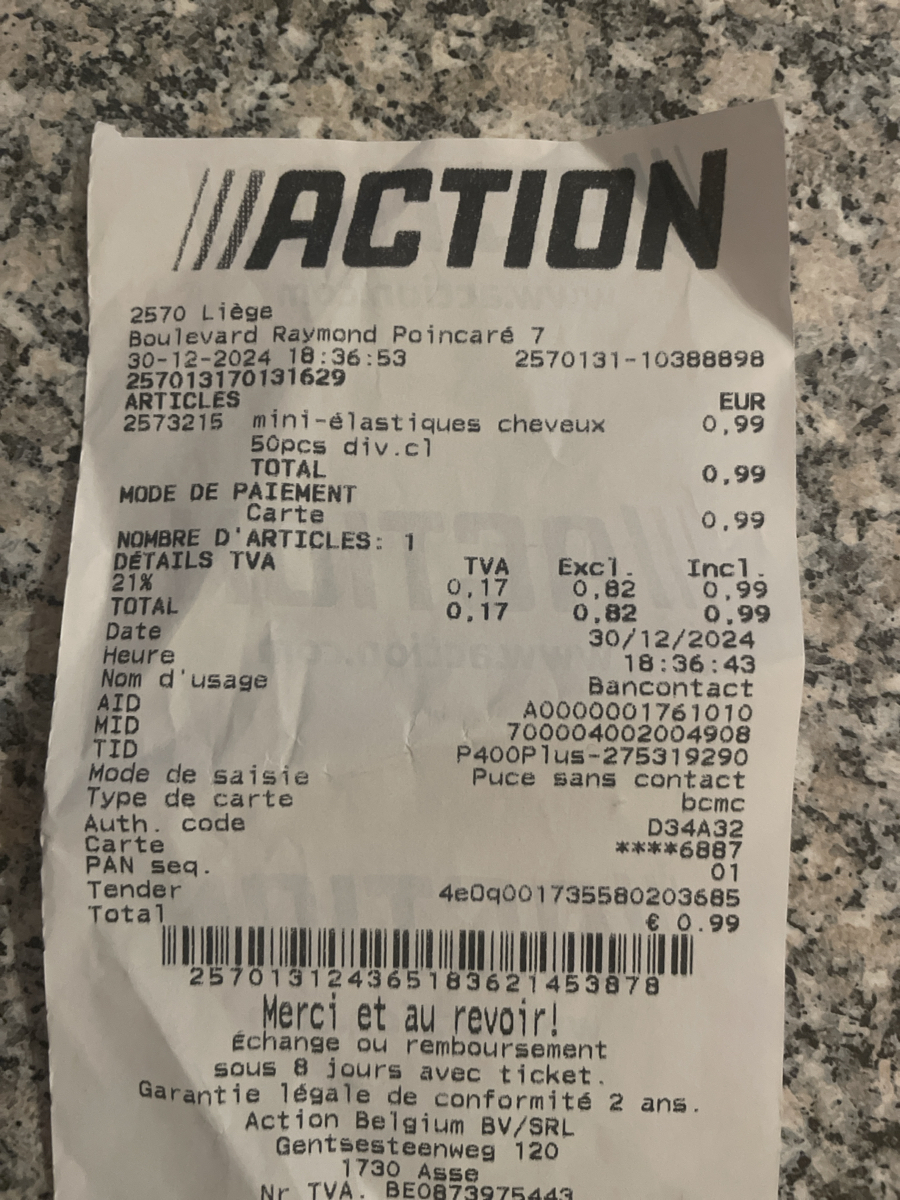 ACTION
2570 Liège
Boulevard Raymond Poincaré 7
30-12-2024 18:36:53 2570131-10388898
257013170131629
ARTICLES EUR
2573215 mini-élastiques cheveux 0,99
50pcs div.cl
TOTAL 0,99
MODE DE PAIEMENT
Carte 0,99
NOMBRE D'ARTICLES: 1
DÉTAILS TVA TVA Excl. Incl.
21% 0,17 0,82 0,99
TOTAL 0,17 0,82 0,99
Date 30/12/2024
Heure 18:36:43
Nom d'usage Bancontact
AID A0000001761010
MID 700004002004908
TID P400Plus-275319290
Mode de saisie Puce sans contact
Type de carte bcmc
Auth. code D34A32
Carte ****6887
PAN seq. 01
Tender 4e0q001735580203685
Total € 0.99
257013124365183621453878
Merci et au revoir!
Échange ou remboursement
sous 8 jours avec ticket.
Garantie légale de conformité 2 ans.
Action Belgium BV/SRL
Gentsesteenweg 120
1730 Asse
Nr TVA. BE0873975443